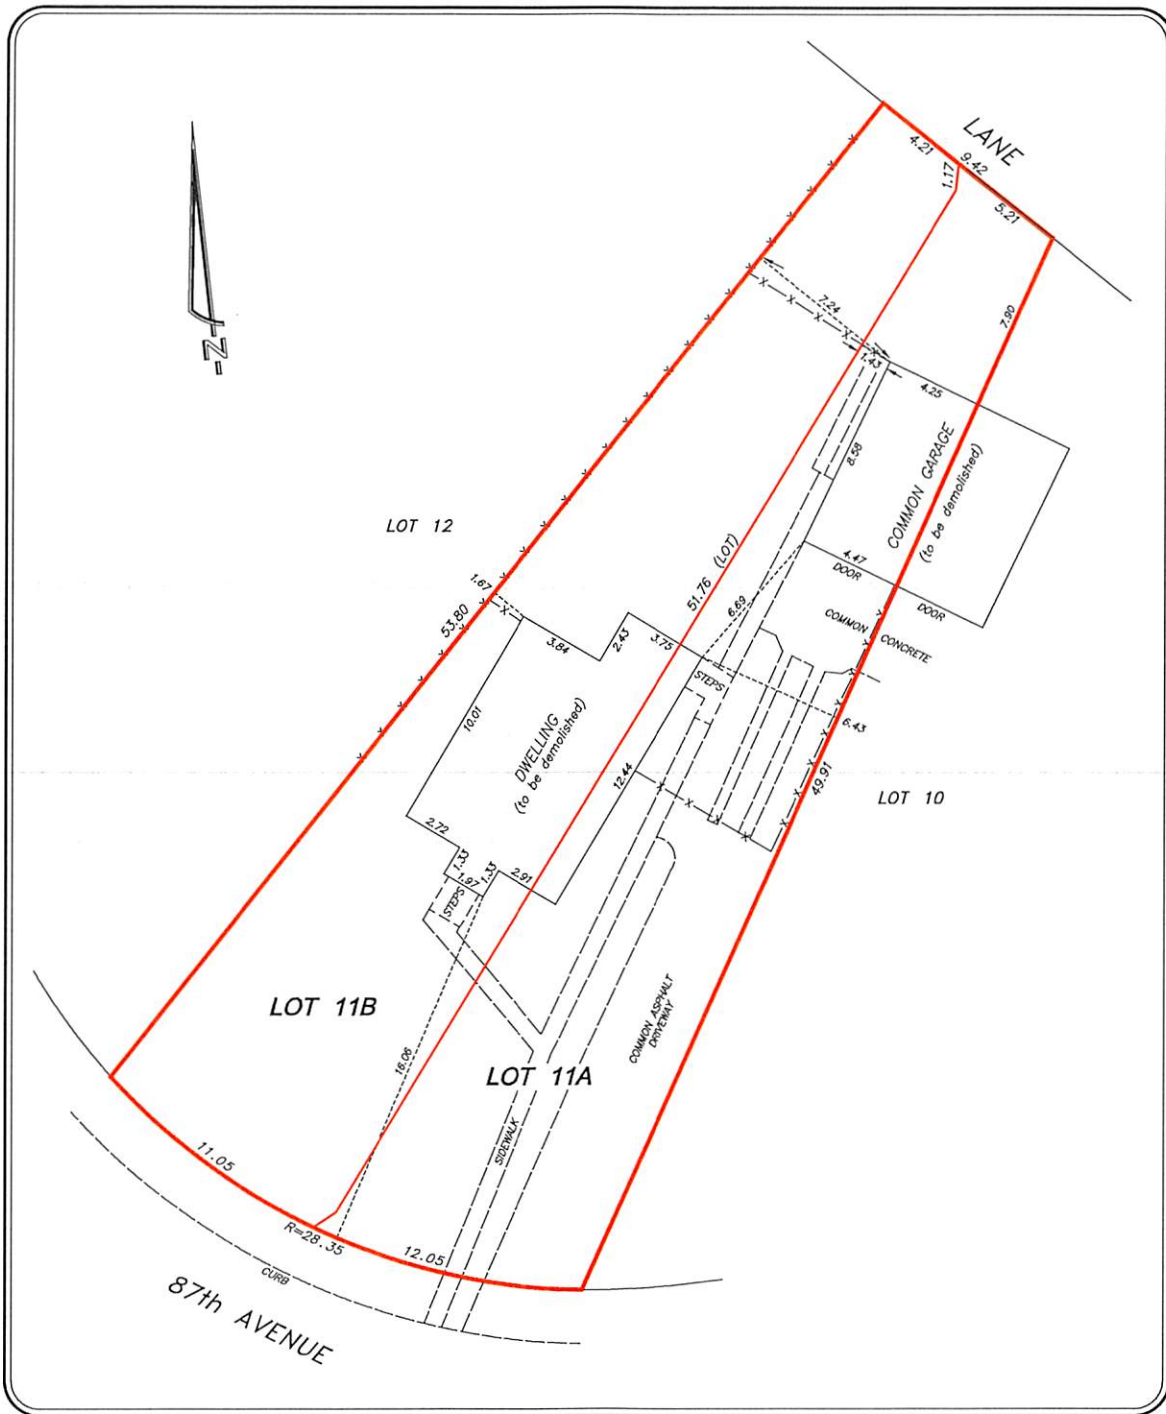 LANE
4.21
9.42
5.21
1.17
N
7.24
1.43
4.25
7.90
8.58
COMMON GARAGE
(to be demolished)
LOT 12
51.76 (LOT)
4.47
DOOR
DOOR
1.67
53.80
6.69
COMMON CONCRETE
3.84
2.43
3.75
STEPS
6.43
10.01
DWELLING
(to be demolished)
12.44
49.91
LOT 10
2.72
1.33
1.97
1.33
2.91
STEPS
LOT 11B
16.06
COMMON ASPHALT
DRIVEWAY
LOT 11A
SIDEWALK
11.05
R=28.35
12.05
CURB
87th AVENUE